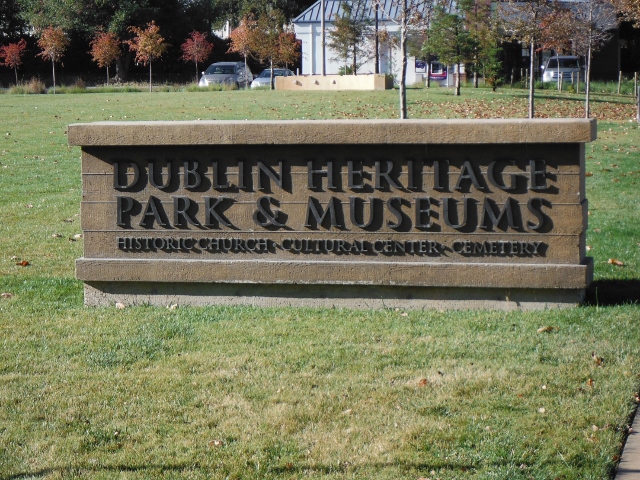 DUBLIN HERITAGE
PARK & MUSEUMS
HISTORIC CHURCH - CULTURAL CENTER - CEMETERY